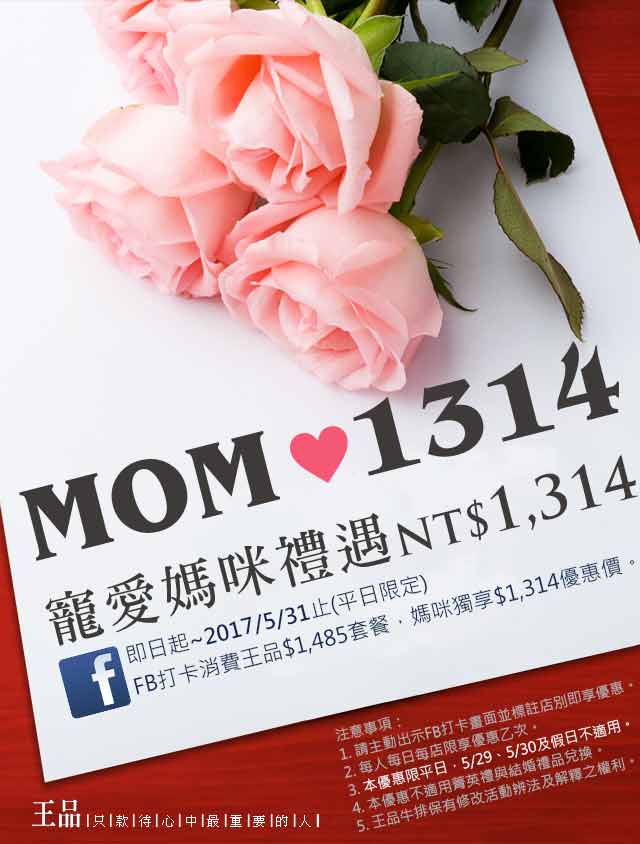 MOM ♥ 1314
寵愛媽咪禮遇NT$1,314
即日起~2017/5/31止(平日限定)
FB打卡消費王品$1,485套餐，媽咪獨享$1,314優惠價。
注意事項：
1. 請主動出示FB打卡畫面並標註店別即享優惠。
2. 每人每日每店限享優惠乙次。
3. 本優惠限平日，5/29、5/30及假日不適用。
4. 本優惠不適用菁英禮與結婚禮品兌換。
5. 王品牛排保有修改活動辨法及解釋之權利。
王品|只|款|待|心|中|最|重|要|的|人|